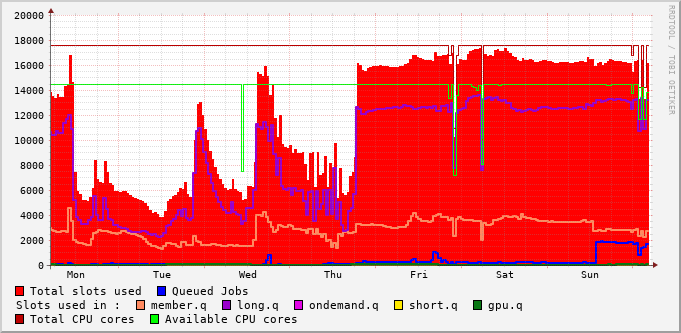 20000
18000
16000
14000
12000
10000
8000
6000
4000
2000
0
Mon Tue Wed Thu Fri Sat Sun
RRDTOOL / TOBI OETIKER
Total slots used Queued Jobs
Slots used in : member.q long.q ondemand.q short.q gpu.q
Total CPU cores Available CPU cores